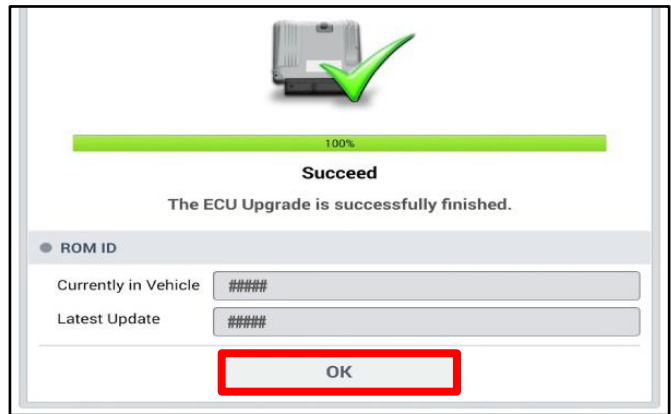 100%
Succeed
The ECU Upgrade is successfully finished.
ROM ID
Currently in Vehicle #####
Latest Update #####
OK